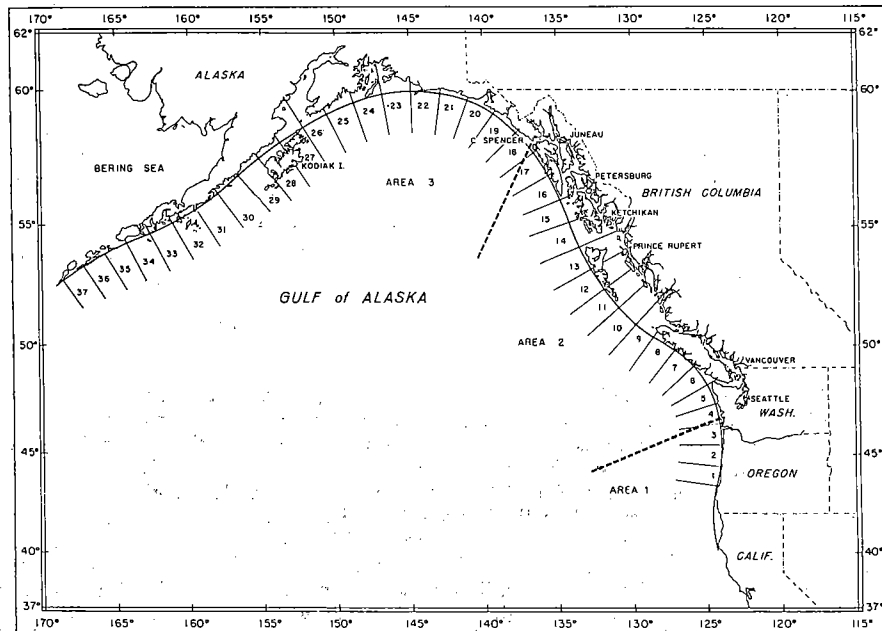 170° 165° 160° 155° 150° 145° 140° 135° 130° 125° 120° 115°
62° 62°
ALASKA
60° 60°
26 25 24 23 22 21 20
19
C. SPENCER 18 JUNEAU
27
KODIAK I. 17
BERING SEA 28 AREA 3 PETERSBURG
29 16 BRITISH COLUMBIA
30 KETCHIKAN
55° 31 15 55°
32
33 14 PRINCE RUPERT
34
35 13
36
37 12
GULF of ALASKA
11
10
AREA 2 9
50° 8 50°
7 VANCOUVER
6
5 SEATTLE
4 WASH.
45° 3 45°
2
1 OREGON
AREA 1
40° CALIF. 40°
37° 37°
165° 160° 155° 150° 145° 140° 135° 130° 125° 120° 115°